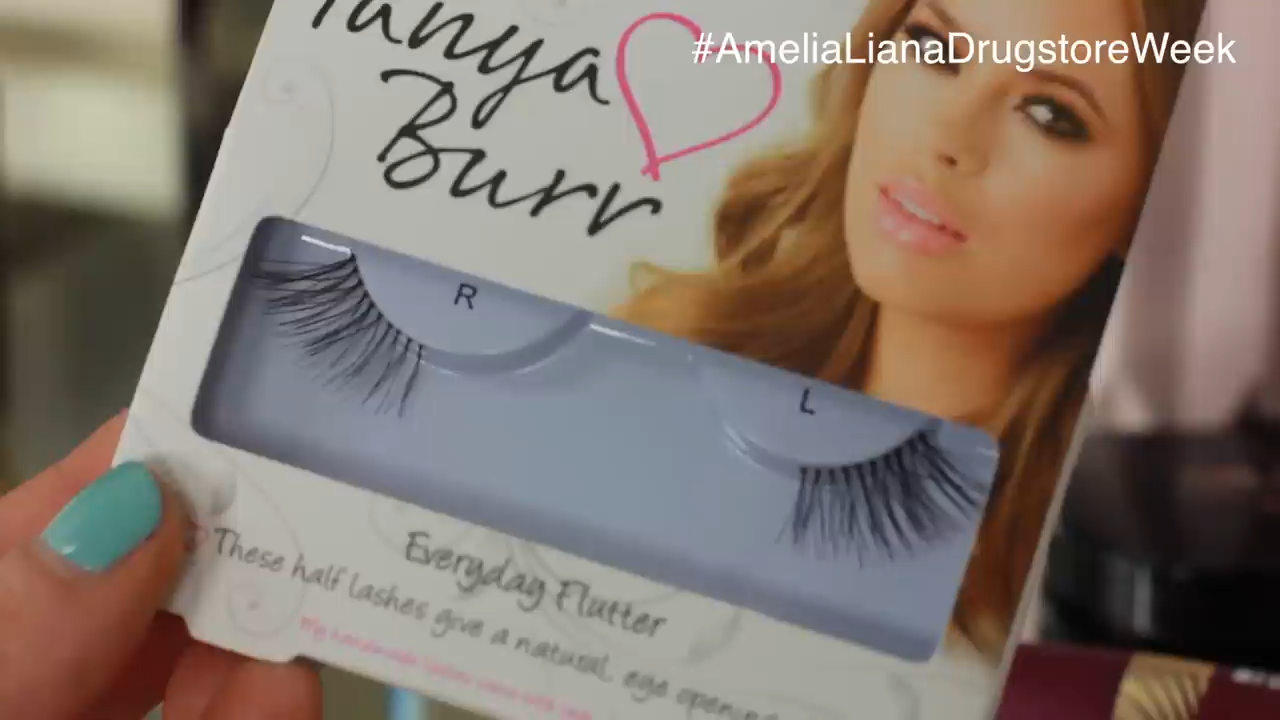 #AmeliaLianaDrugstoreWeek
Tanya
Burr
R
L
Everyday Flutter
These half lashes give a natural, eye opening